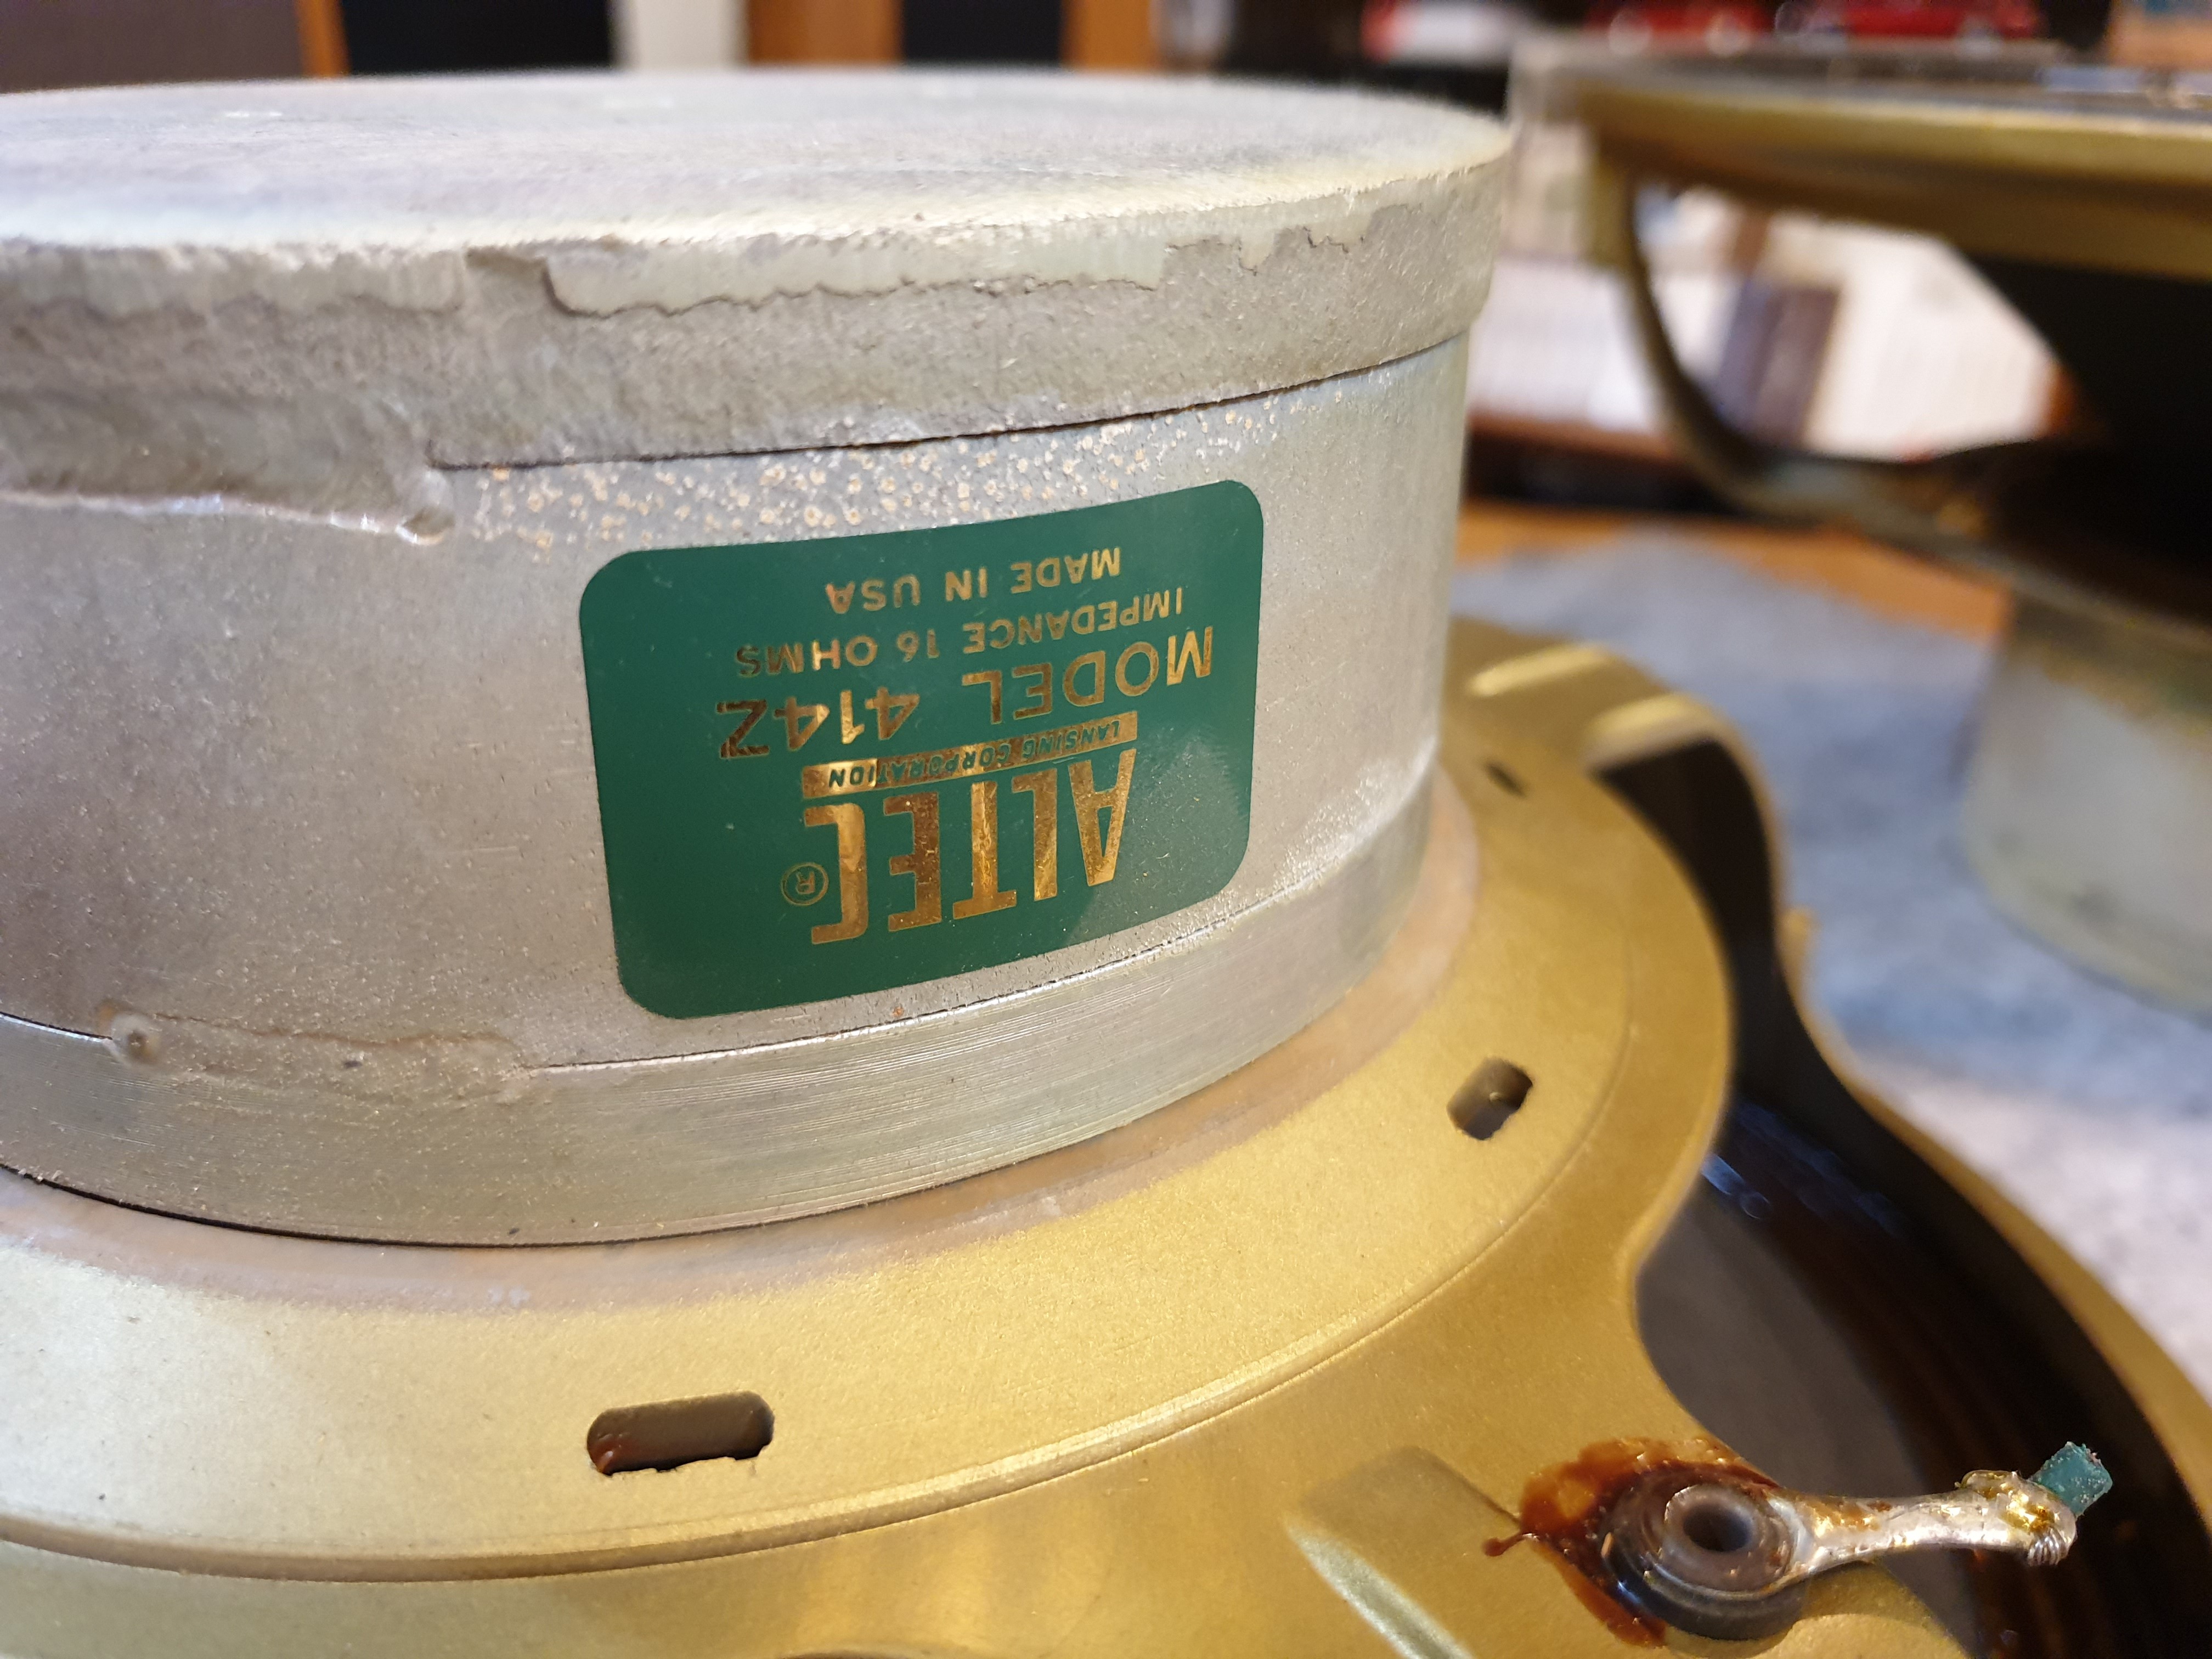 ALTEC ®
LANSING CORPORATION
MODEL 414Z
IMPEDANCE 16 OHMS
MADE IN USA